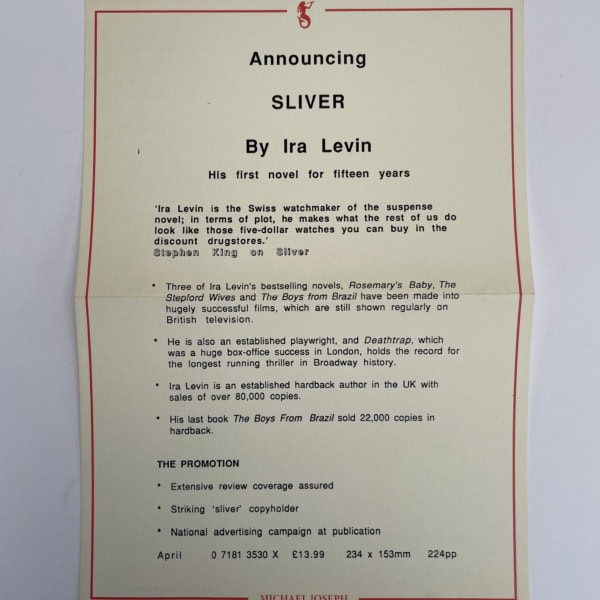 Announcing
SLIVER
By Ira Levin
His first novel for fifteen years
'Ira Levin is the Swiss watchmaker of the suspense
novel; in terms of plot, he makes what the rest of us do
look like those five-dollar watches you can buy in the
discount drugstores.'
Stephen King on Sliver
* Three of Ira Levin's bestselling novels, Rosemary's Baby, The
Stepford Wives and The Boys from Brazil have been made into
hugely successful films, which are still shown regularly on
British television.
* He is also an established playwright, and Deathtrap, which
was a huge box-office success in London, holds the record for
the longest running thriller in Broadway history.
* Ira Levin is an established hardback author in the UK with
sales of over 80,000 copies.
* His last book The Boys From Brazil sold 22,000 copies in
hardback.
THE PROMOTION
* Extensive review coverage assured
* Striking 'sliver' copyholder
* National advertising campaign at publication
April 0 7181 3530 X £13.99 234 x 153mm 224pp
MICHAEL JOSEPH